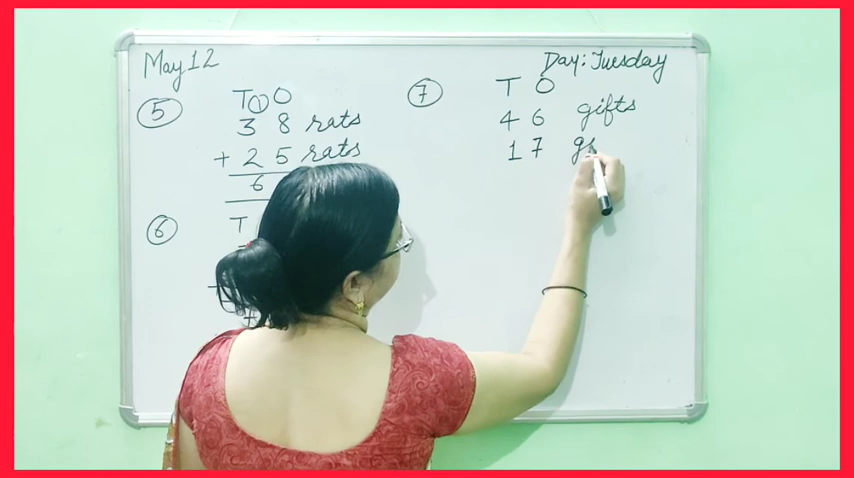 May 12
Day: Tuesday
5
T 1 O
3 8 rats
+ 2 5 rats
6
6
T
7
T O
4 6 gifts
1 7